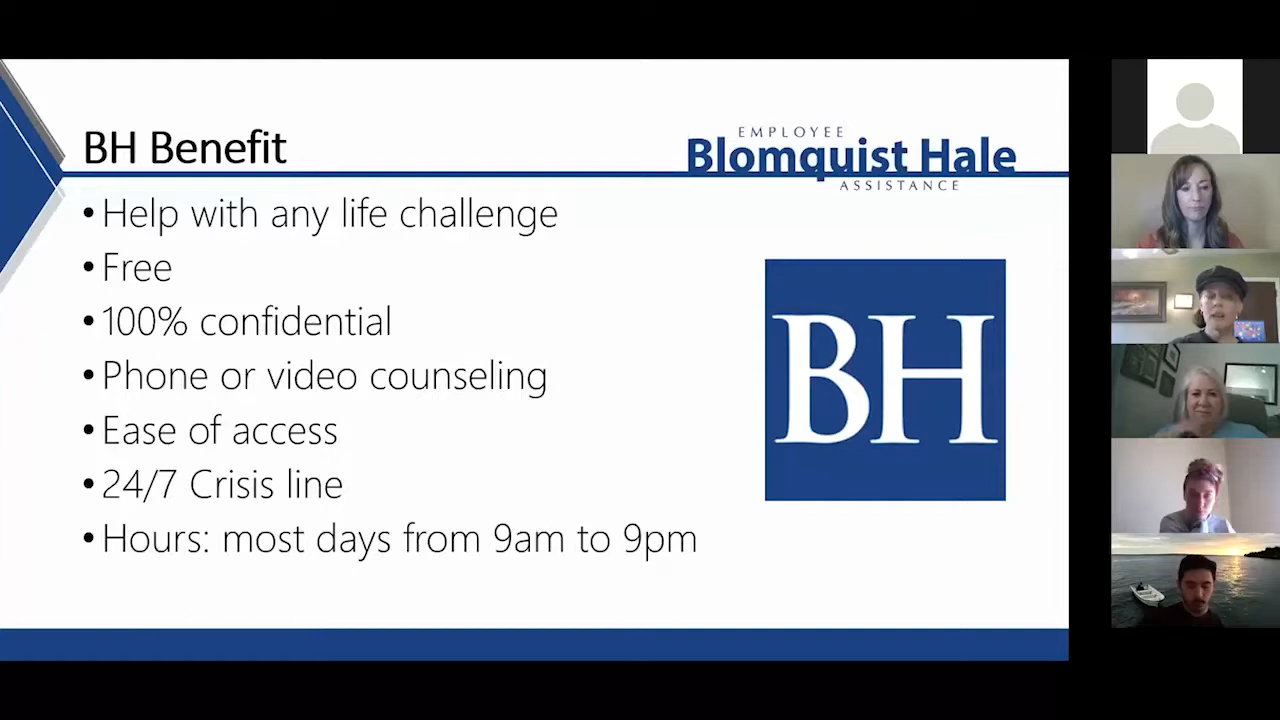 BH Benefit
EMPLOYEE
Blomquist Hale
ASSISTANCE
• Help with any life challenge
• Free
• 100% confidential
• Phone or video counseling
• Ease of access
• 24/7 Crisis line
• Hours: most days from 9am to 9pm
BH